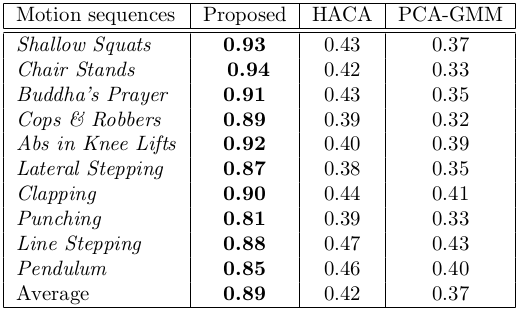 Motion sequences Proposed HACA PCA-GMM
Shallow Squats 0.93 0.43 0.37
Chair Stands 0.94 0.42 0.33
Buddha's Prayer 0.91 0.43 0.35
Cops & Robbers 0.89 0.39 0.32
Abs in Knee Lifts 0.92 0.40 0.39
Lateral Stepping 0.87 0.38 0.35
Clapping 0.90 0.44 0.41
Punching 0.81 0.39 0.33
Line Stepping 0.88 0.47 0.43
Pendulum 0.85 0.46 0.40
Average 0.89 0.42 0.37